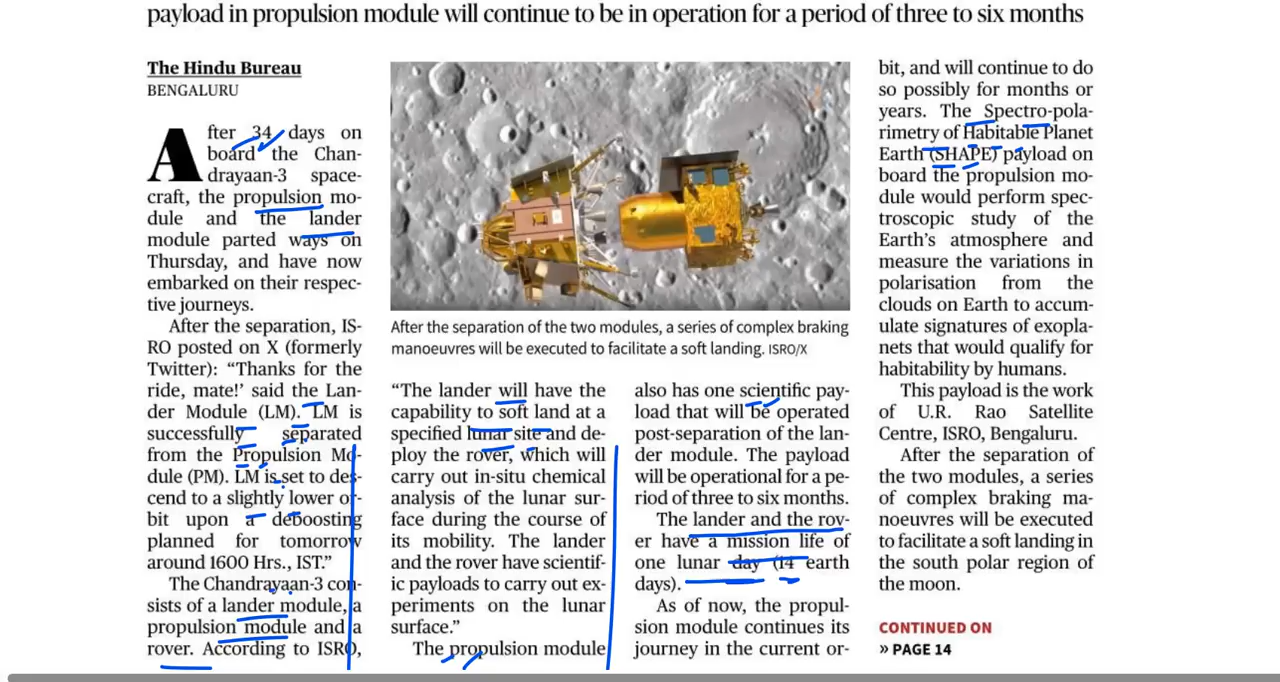 payload in propulsion module will continue to be in operation for a period of three to six months
The Hindu Bureau
BENGALURU
After 34 days on
board the Chan-
drayaan-3 space-
craft, the propulsion mo-
dule and the lander
module parted ways on
Thursday, and have now
embarked on their respec-
tive journeys.
After the separation, IS-
RO posted on X (formerly
Twitter): “Thanks for the
ride, mate!’ said the Lan-
der Module (LM). LM is
successfully separated
from the Propulsion Mo-
dule (PM). LM is set to des-
cend to a slightly lower or-
bit upon a deboosting
planned for tomorrow
around 1600 Hrs., IST.”
The Chandrayaan-3 con-
sists of a lander module, a
propulsion module and a
rover. According to ISRO,
After the separation of the two modules, a series of complex braking
manoeuvres will be executed to facilitate a soft landing. ISRO/X
“The lander will have the
capability to soft land at a
specified lunar site and de-
ploy the rover, which will
carry out in-situ chemical
analysis of the lunar sur-
face during the course of
its mobility. The lander
and the rover have scientif-
ic payloads to carry out ex-
periments on the lunar
surface.”
The propulsion module
also has one scientific pay-
load that will be operated
post-separation of the lan-
der module. The payload
will be operational for a pe-
riod of three to six months.
The lander and the rov-
er have a mission life of
one lunar day (14 earth
days).
As of now, the propul-
sion module continues its
journey in the current or-
bit, and will continue to do
so possibly for months or
years. The Spectro-pola-
rimetry of Habitable Planet
Earth (SHAPE) payload on
board the propulsion mo-
dule would perform spec-
troscopic study of the
Earth’s atmosphere and
measure the variations in
polarisation from the
clouds on Earth to accum-
ulate signatures of exopla-
nets that would qualify for
habitability by humans.
This payload is the work
of U.R. Rao Satellite
Centre, ISRO, Bengaluru.
After the separation of
the two modules, a series
of complex braking ma-
noeuvres will be executed
to facilitate a soft landing in
the south polar region of
the moon.
CONTINUED ON
» PAGE 14